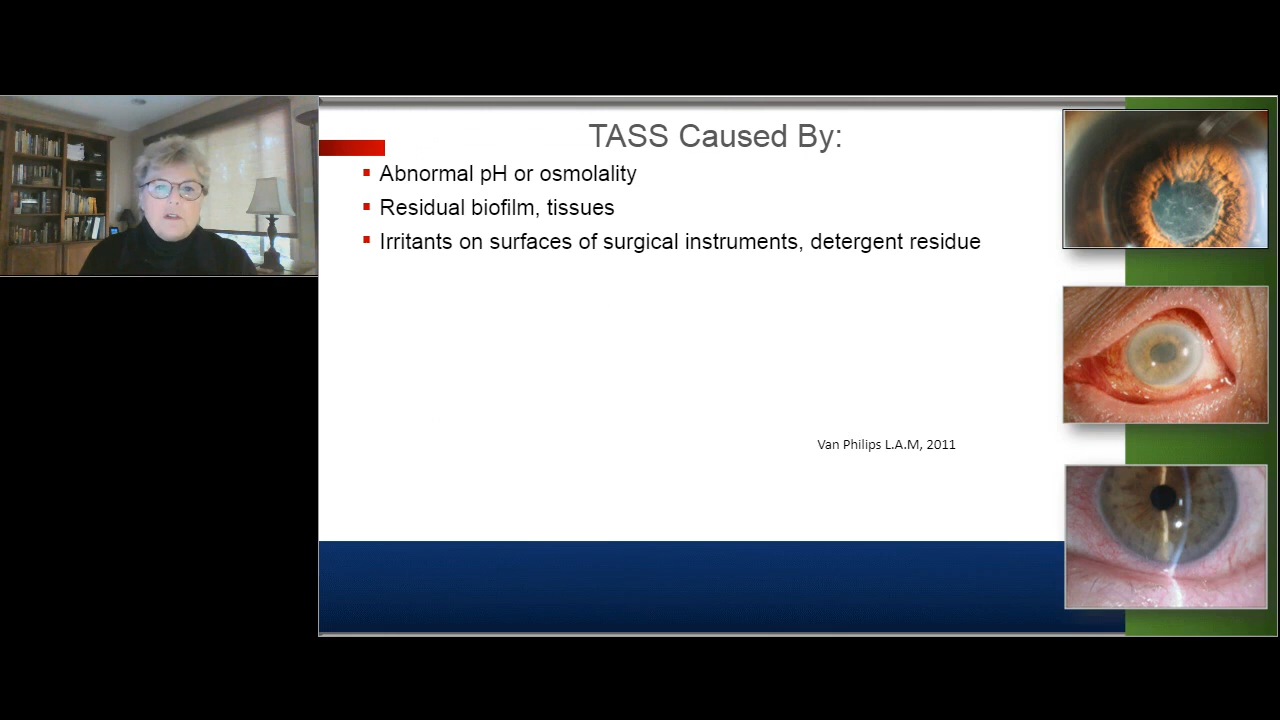 TASS Caused By:
Abnormal pH or osmolality
Residual biofilm, tissues
Irritants on surfaces of surgical instruments, detergent residue
Van Philips L.A.M, 2011